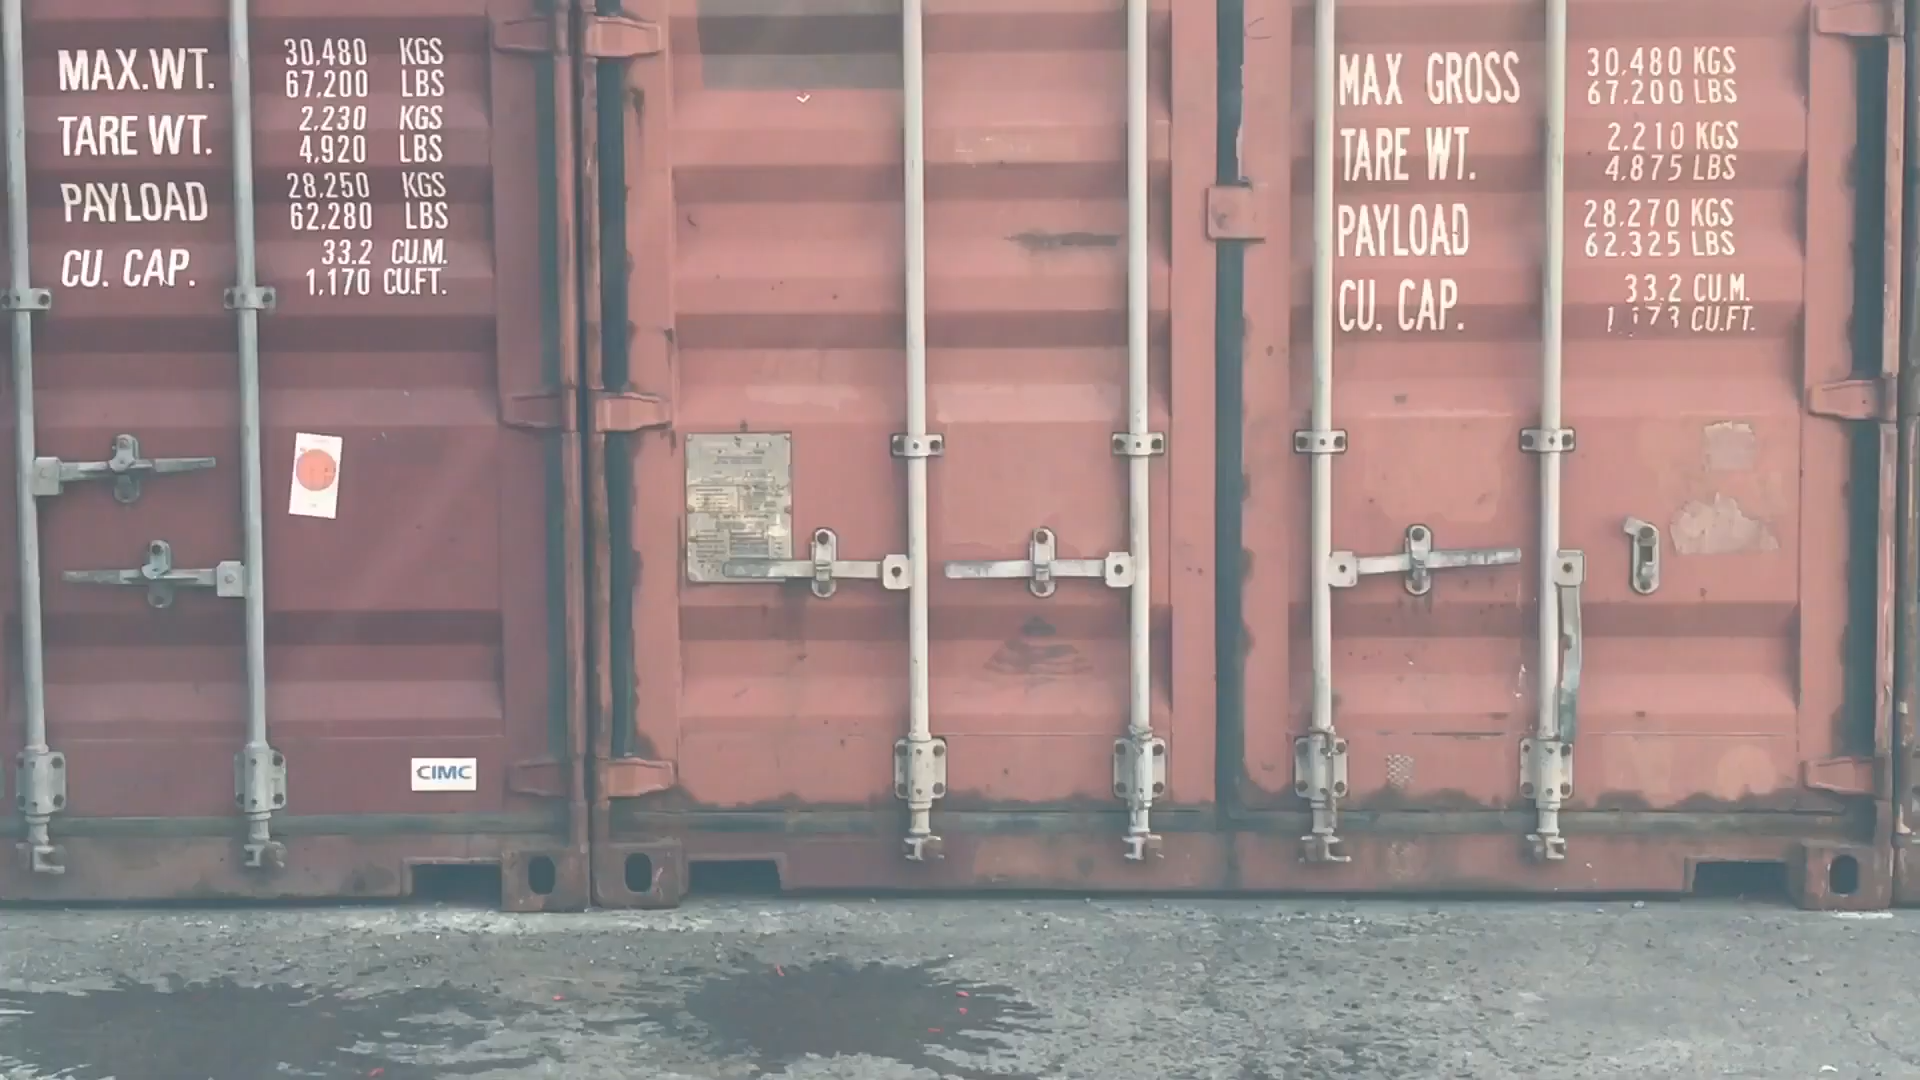 MAX.WT. 30,480 KGS
67,200 LBS
TARE WT. 2,230 KGS
4,920 LBS
PAYLOAD 28,250 KGS
62,280 LBS
CU. CAP. 33.2 CU.M.
1,170 CU.FT.
CIMC
MAX GROSS 30,480 KGS
67,200 LBS
TARE WT. 2,210 KGS
4,875 LBS
PAYLOAD 28,270 KGS
62,325 LBS
CU. CAP. 33.2 CU.M.
CU.FT.